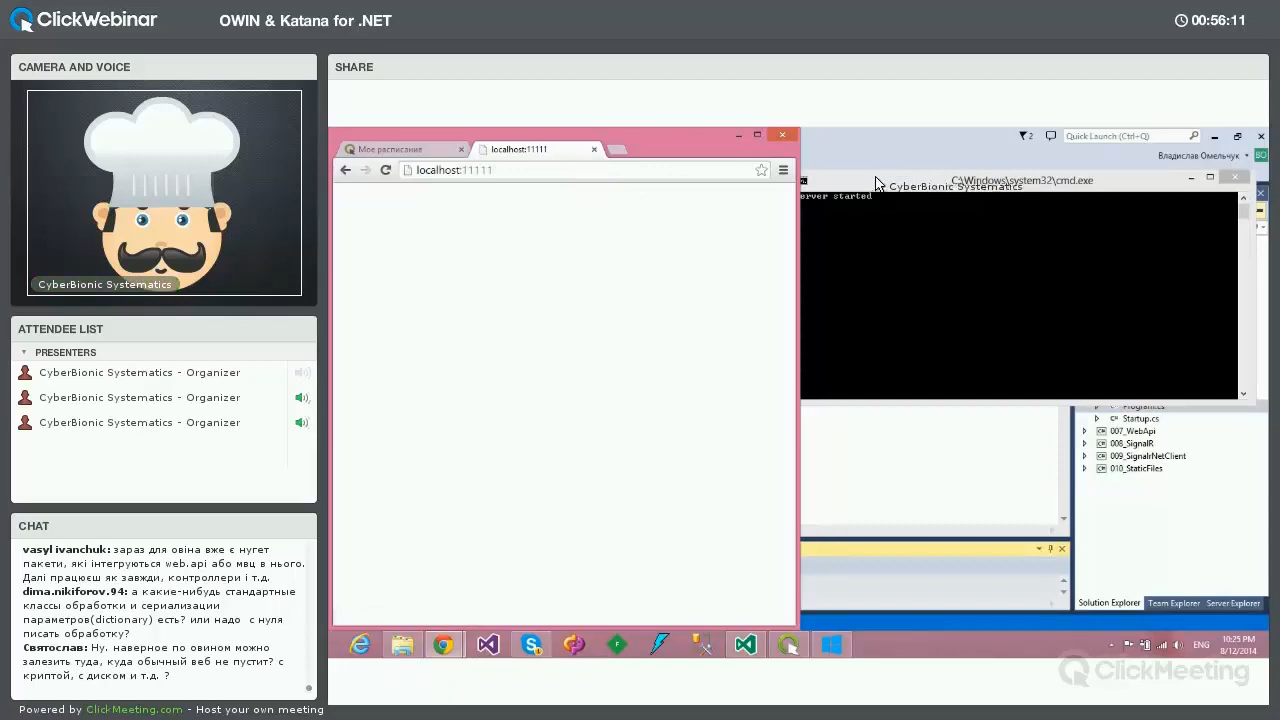 ClickWebinar
OWIN & Katana for .NET
00:56:11
CAMERA AND VOICE
CyberBionic Systematics
ATTENDEE LIST
PRESENTERS
CyberBionic Systematics - Organizer
CyberBionic Systematics - Organizer
CyberBionic Systematics - Organizer
CHAT
vasyl ivanchuk: зараз для овіна вже є нугет
пакети, які інтегруються web.api або мвц в нього.
Далі працюєш як завжди, контроллери і т.д.
dima.nikiforov.94: а какие-нибудь стандартные
классы обработки и сериализации
параметров(dictionary) есть? или надо с нуля
писать обработку?
Святослав: Ну. наверное по овином можно
залезить туда, куда обычный веб не пустит? с
криптой, с диском и т.д. ?
Powered by ClickMeeting.com - Host your own meeting
SHARE
Мое расписание
localhost:11111
localhost:11111
2
Quick Launch (Ctrl+Q)
Владислав Омельчук
BO
C:\Windows\system32\cmd.exe
CyberBionic Systematics
erver started
Program.cs
Startup.cs
007_WebApi
008_SignalR
009_SignalrNetClient
010_StaticFiles
Solution Explorer
Team Explorer
Server Explorer
ENG
10:25 PM
8/12/2014
ClickMeeting